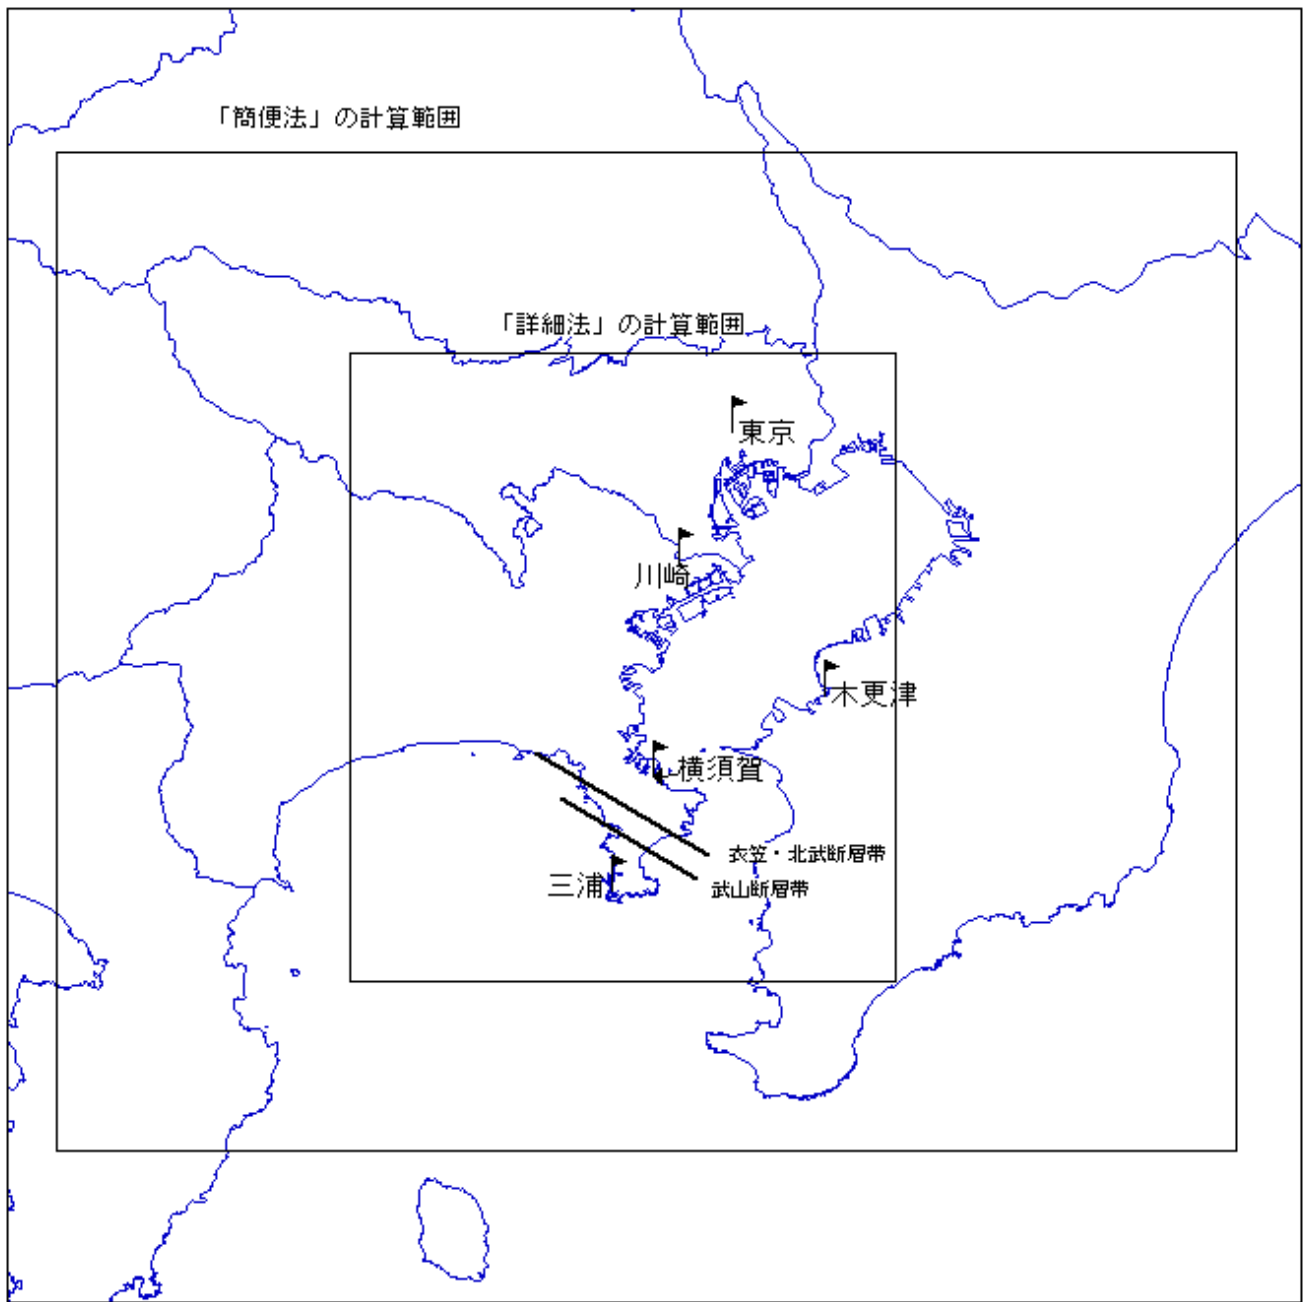 「簡便法」の計算範囲
「詳細法」の計算範囲
東京
川崎
木更津
横須賀
衣笠・北武断層帯
三浦
武山断層帯